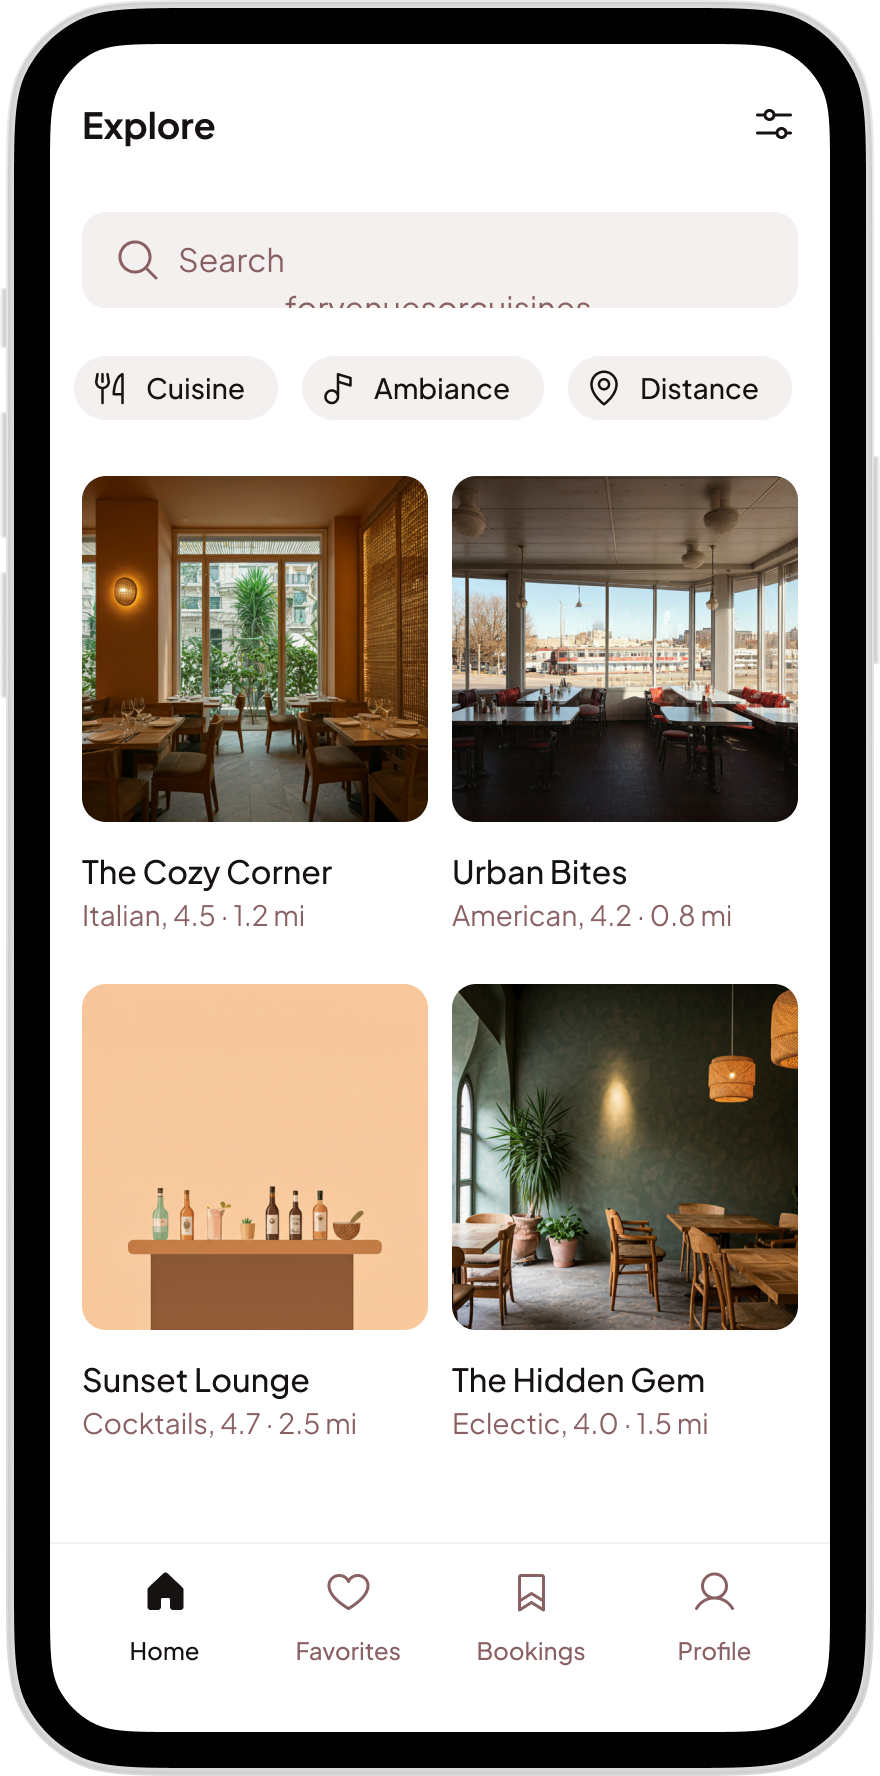 Explore
Search
forvenuesorcuisines
Cuisine
Ambiance
Distance
The Cozy Corner
Italian, 4.5 · 1.2 mi
Urban Bites
American, 4.2 · 0.8 mi
Sunset Lounge
Cocktails, 4.7 · 2.5 mi
The Hidden Gem
Eclectic, 4.0 · 1.5 mi
Home
Favorites
Bookings
Profile